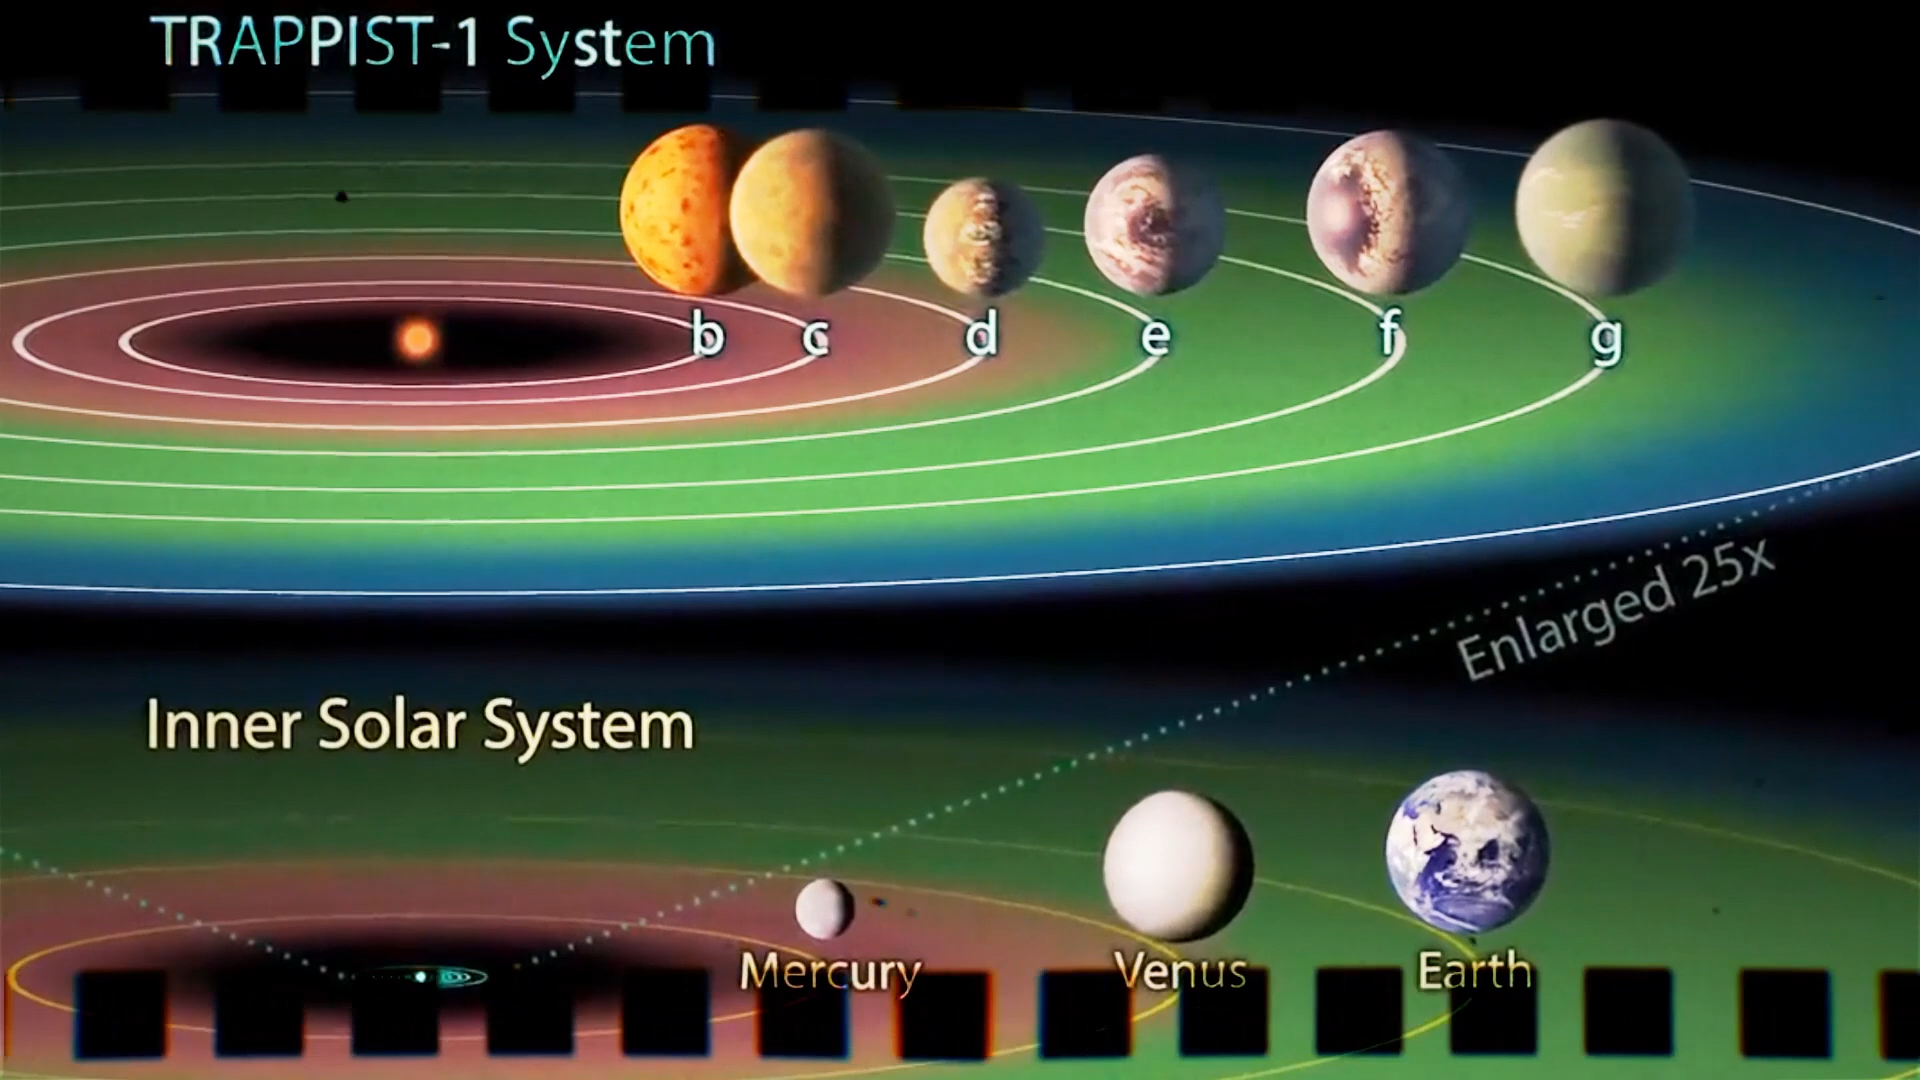 TRAPPIST-1 System
b c d e f g
Enlarged 25x
Inner Solar System
Mercury Venus Earth